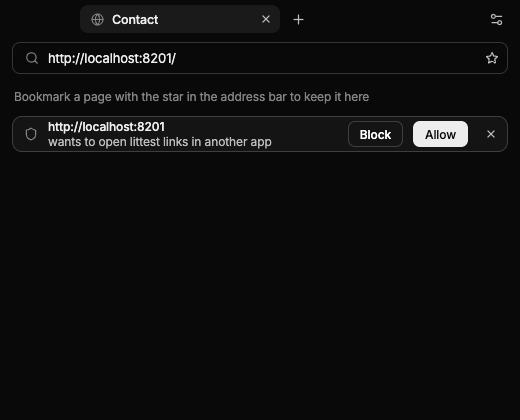 Contact
http://localhost:8201/
Bookmark a page with the star in the address bar to keep it here
http://localhost:8201
wants to open littest links in another app
Block
Allow